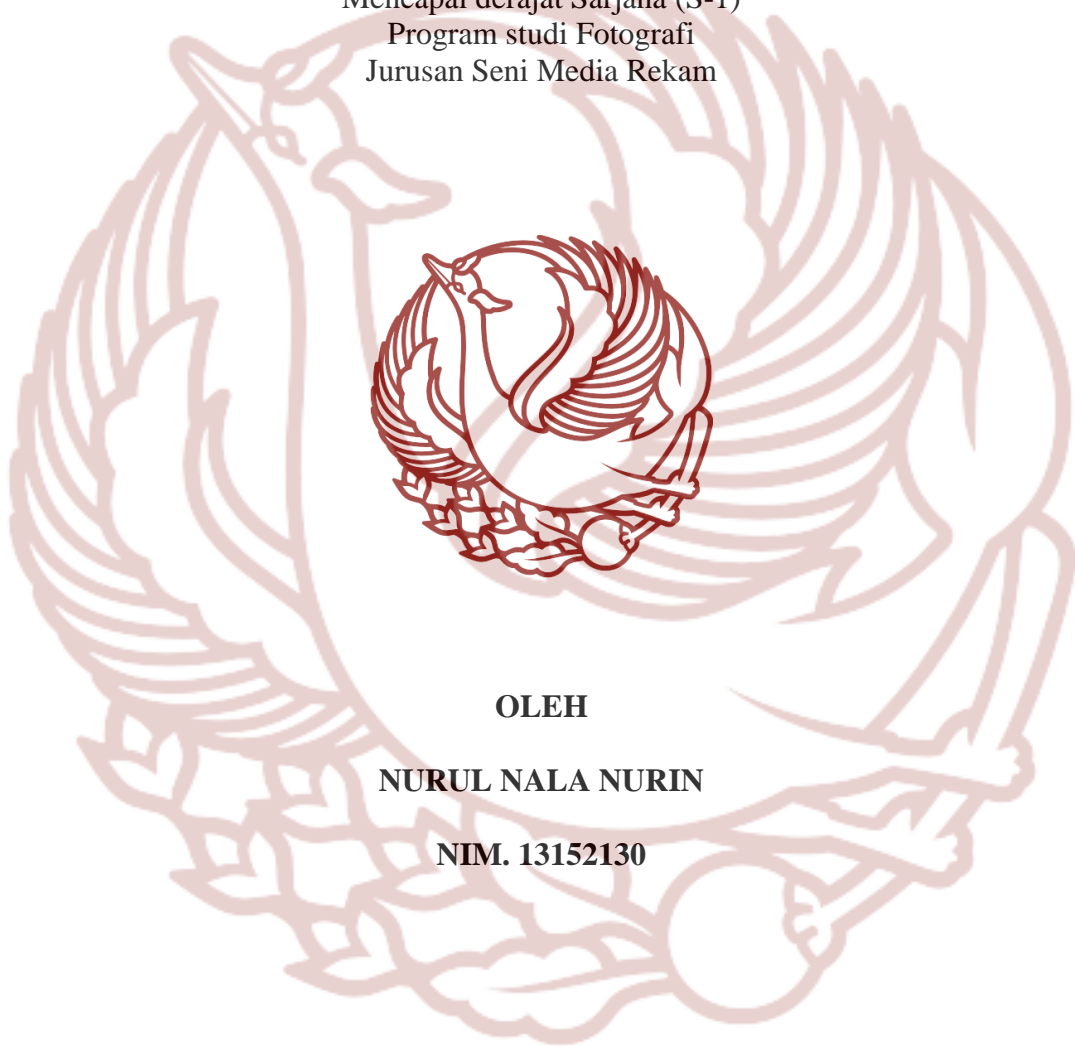 Mencapai derajat Sarjana (S-1)
Program studi Fotografi
Jurusan Seni Media Rekam
OLEH
NURUL NALA NURIN
NIM. 13152130